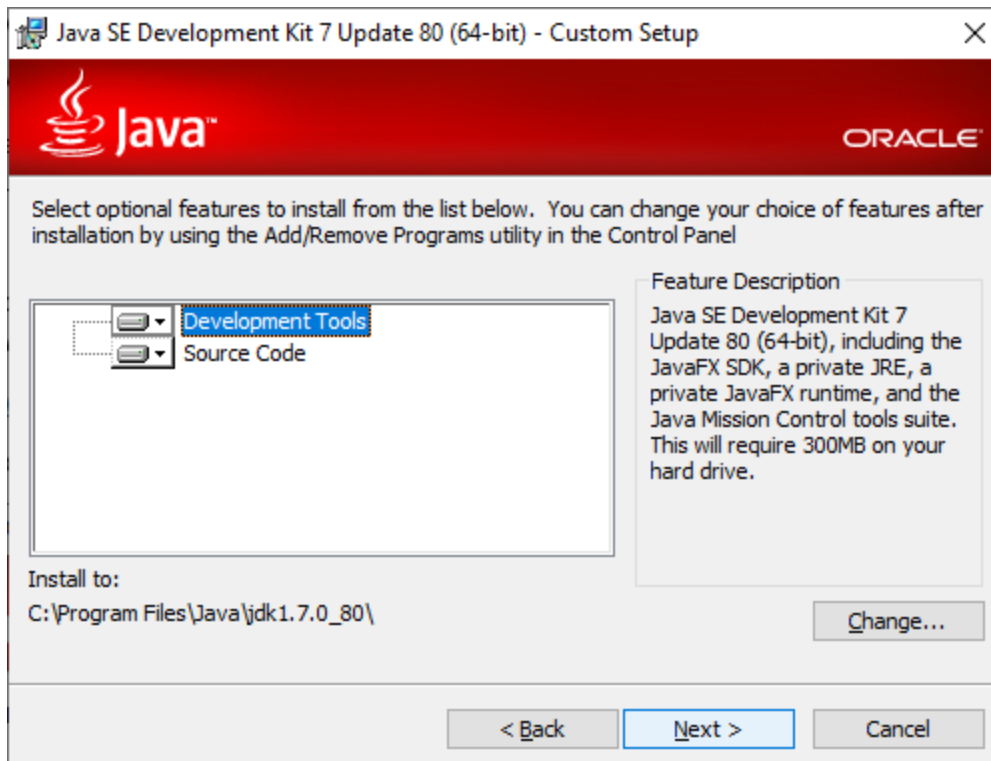 Java SE Development Kit 7 Update 80 (64-bit) - Custom Setup
Java™
ORACLE®
Select optional features to install from the list below.  You can change your choice of features after
installation by using the Add/Remove Programs utility in the Control Panel
Development Tools
Source Code
Feature Description
Java SE Development Kit 7
Update 80 (64-bit), including the
JavaFX SDK, a private JRE, a
private JavaFX runtime, and the
Java Mission Control tools suite.
This will require 300MB on your
hard drive.
Install to:
C:\Program Files\Java\jdk1.7.0_80\
Change...
< Back
Next >
Cancel